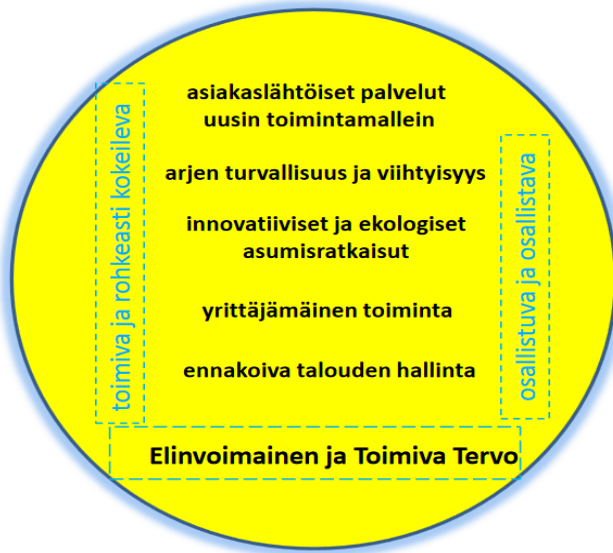 toimiva ja rohkeasti kokeileva
asiakaslähtöiset palvelut
uusin toimintamallein
arjen turvallisuus ja viihtyisyys
innovatiiviset ja ekologiset
asumisratkaisut
yrittäjämäinen toiminta
ennakoiva talouden hallinta
osallistuva ja osallistava
Elinvoimainen ja Toimiva Tervo